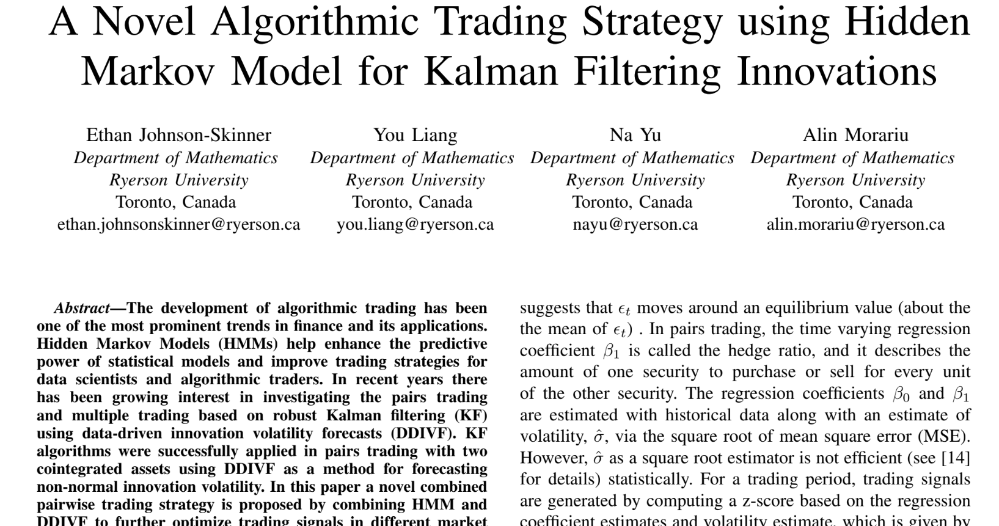 A Novel Algorithmic Trading Strategy using Hidden
Markov Model for Kalman Filtering Innovations
Ethan Johnson-Skinner
Department of Mathematics
Ryerson University
Toronto, Canada
ethan.johnsonskinner@ryerson.ca
You Liang
Department of Mathematics
Ryerson University
Toronto, Canada
you.liang@ryerson.ca
Na Yu
Department of Mathematics
Ryerson University
Toronto, Canada
nayu@ryerson.ca
Alin Morariu
Department of Mathematics
Ryerson University
Toronto, Canada
alin.morariu@ryerson.ca
Abstract—The development of algorithmic trading has been
one of the most prominent trends in finance and its applications.
Hidden Markov Models (HMMs) help enhance the predictive
power of statistical models and improve trading strategies for
data scientists and algorithmic traders. In recent years there
has been growing interest in investigating the pairs trading
and multiple trading based on robust Kalman filtering (KF)
using data-driven innovation volatility forecasts (DDIVF). KF
algorithms were successfully applied in pairs trading with two
cointegrated assets using DDIVF as a method for forecasting
non-normal innovation volatility. In this paper a novel combined
pairwise trading strategy is proposed by combining HMM and
DDIVF to further optimize trading signals in different market
suggests that ϵₜ moves around an equilibrium value (about the
the mean of ϵₜ) . In pairs trading, the time varying regression
coefficient β₁ is called the hedge ratio, and it describes the
amount of one security to purchase or sell for every unit
of the other security. The regression coefficients β₀ and β₁
are estimated with historical data along with an estimate of
volatility, σ̂, via the square root of mean square error (MSE).
However, σ̂ as a square root estimator is not efficient (see [14]
for details) statistically. For a trading period, trading signals
are generated by computing a z-score based on the regression
coefficient estimates and volatility estimate, which is given by